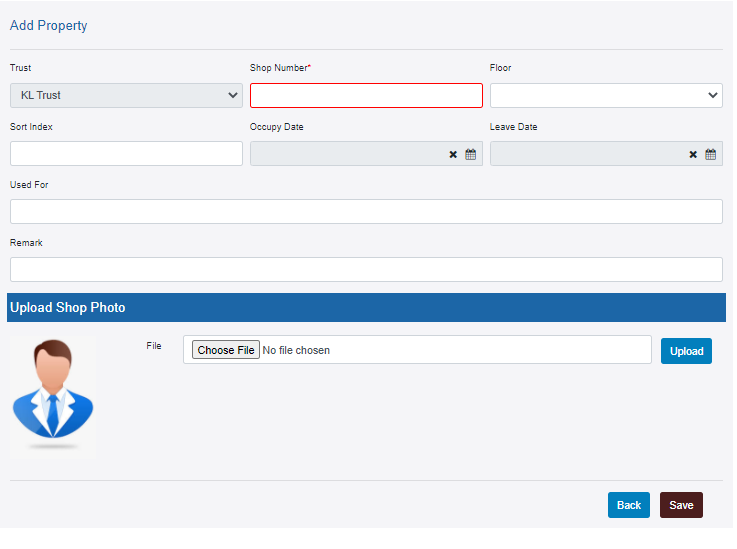 Add Property
Trust Shop Number* Floor
KL Trust
Sort Index Occupy Date Leave Date
Used For
Remark
Upload Shop Photo
File Choose File No file chosen Upload
Back Save